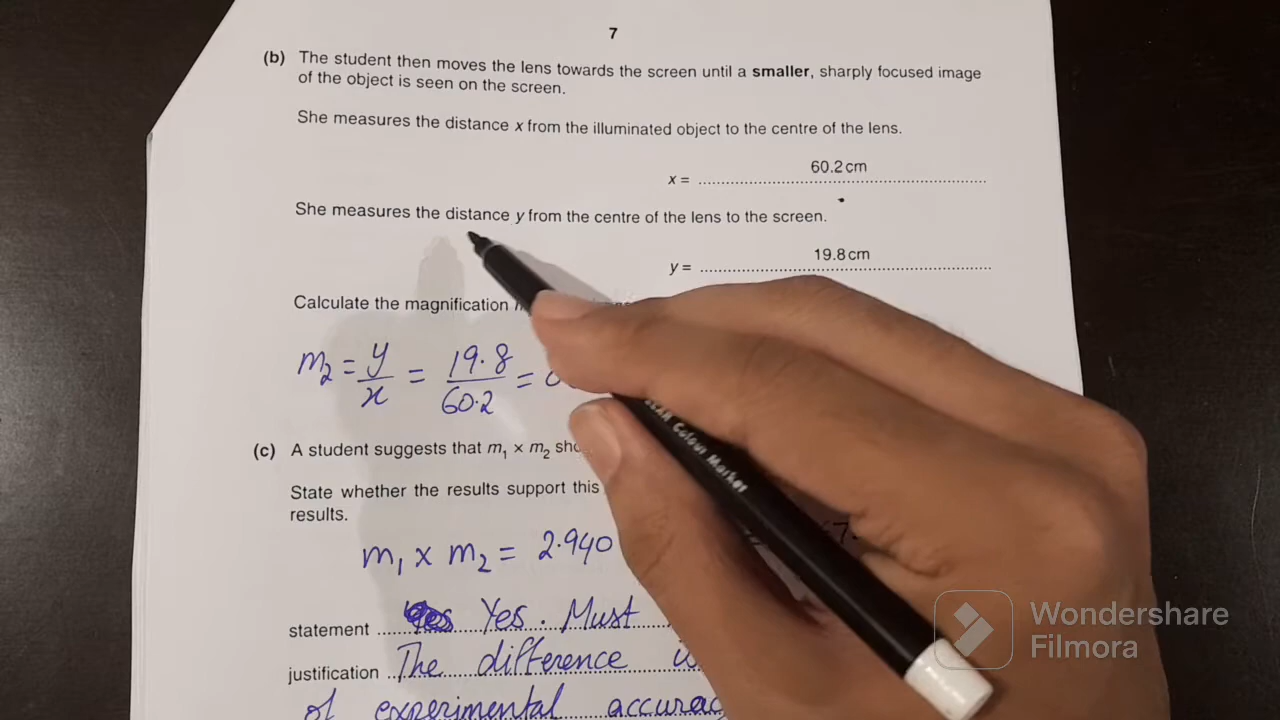 7
(b) The student then moves the lens towards the screen until a smaller, sharply focused image
of the object is seen on the screen.
She measures the distance x from the illuminated object to the centre of the lens.
60.2 cm
x = ........................................................
She measures the distance y from the centre of the lens to the screen.
19.8 cm
y = ........................................................
Calculate the magnification
m₂ = y/x = 19.8/60.2 = 0
(c) A student suggests that m₁ × m₂
State whether the results support this
results.
m₁ × m₂ = 2.940
statement Yes. Must
justification The difference
of experimental
SCAR Colour Marker
Wondershare
Filmora